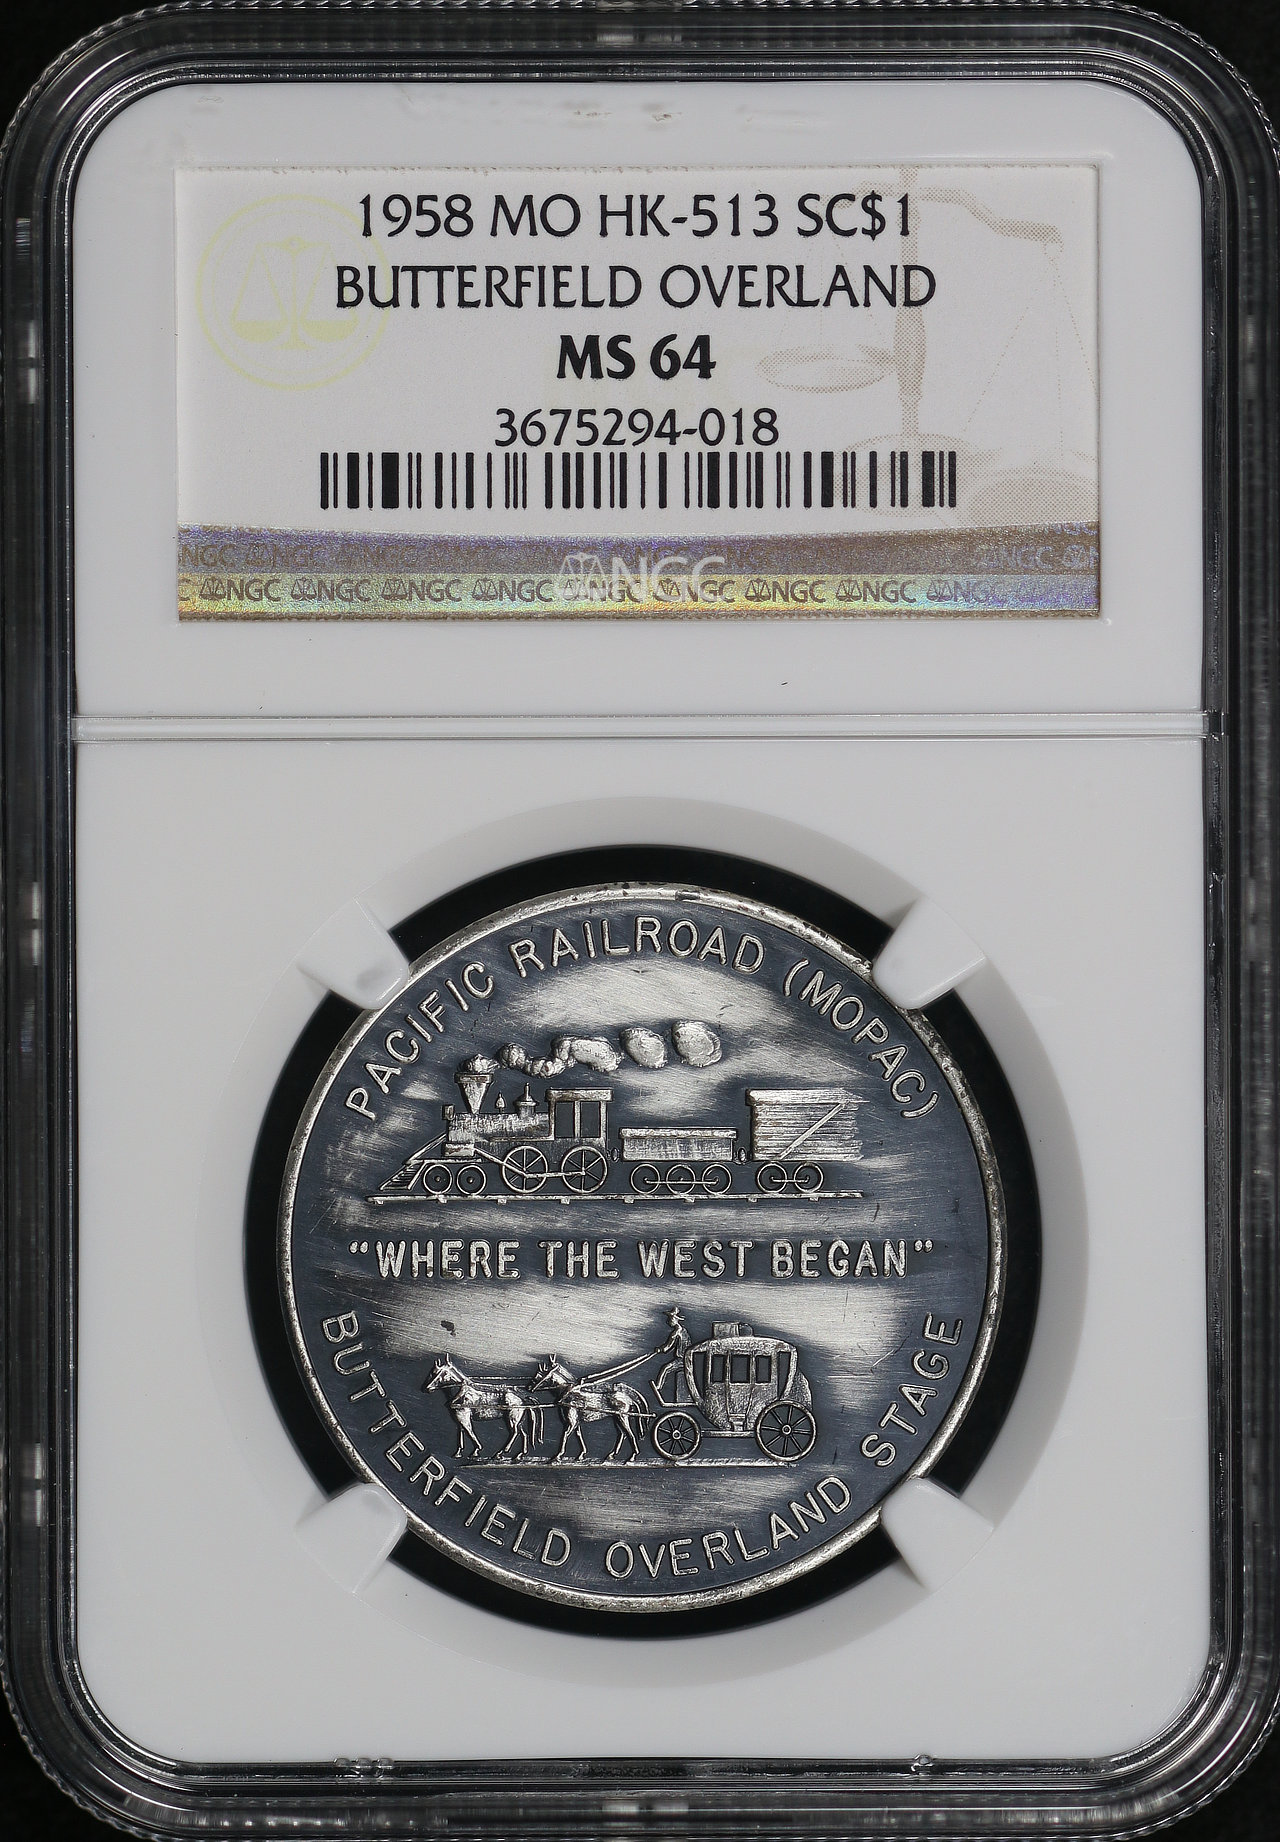 1958 MO HK-513 SC$1
BUTTERFIELD OVERLAND
MS 64
3675294-018
NGC
NGC NGC NGC NGC NGC NGC NGC NGC NGC
PACIFIC RAILROAD (MOPAC)
"WHERE THE WEST BEGAN"
BUTTERFIELD OVERLAND STAGE